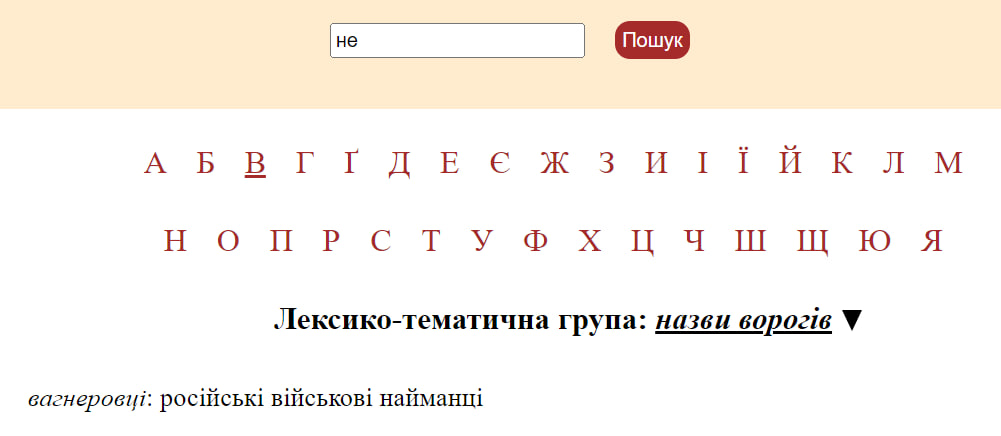 не Пошук
А Б В Г Ґ Д Е Є Ж З И І Ї Й К Л М
Н О П Р С Т У Ф Х Ц Ч Ш Щ Ю Я
Лексико-тематична група: назви ворогів ▼
вагнеровці: російські військові найманці